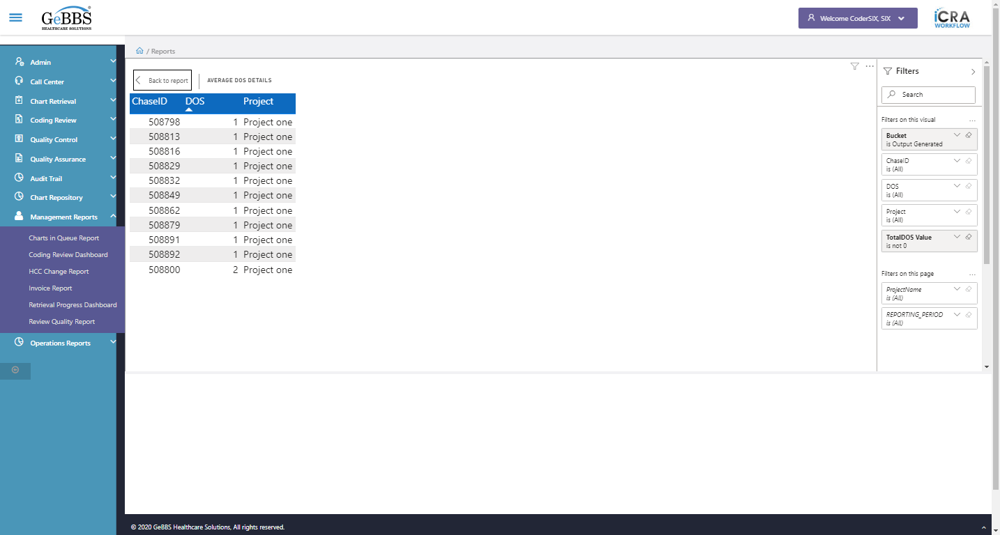 GeBBS
HEALTHCARE SOLUTIONS
Welcome CoderSIX, SIX
iCRA
WORKFLOW
/ Reports
Admin
Call Center
Chart Retrieval
Coding Review
Quality Control
Quality Assurance
Audit Trail
Chart Repository
Management Reports
Charts in Queue Report
Coding Review Dashboard
HCC Change Report
Invoice Report
Retrieval Progress Dashboard
Review Quality Report
Operations Reports
Back to report
AVERAGE DOS DETAILS
ChaseID DOS Project
508798 1 Project one
508813 1 Project one
508816 1 Project one
508829 1 Project one
508832 1 Project one
508849 1 Project one
508862 1 Project one
508879 1 Project one
508891 1 Project one
508892 1 Project one
508800 2 Project one
Filters
Search
Filters on this visual
Bucket
is Output Generated
ChaseID
is (All)
DOS
is (All)
Project
is (All)
TotalDOS Value
is not 0
Filters on this page
ProjectName
is (All)
REPORTING_PERIOD
is (All)
© 2020 GeBBS Healthcare Solutions, All rights reserved.